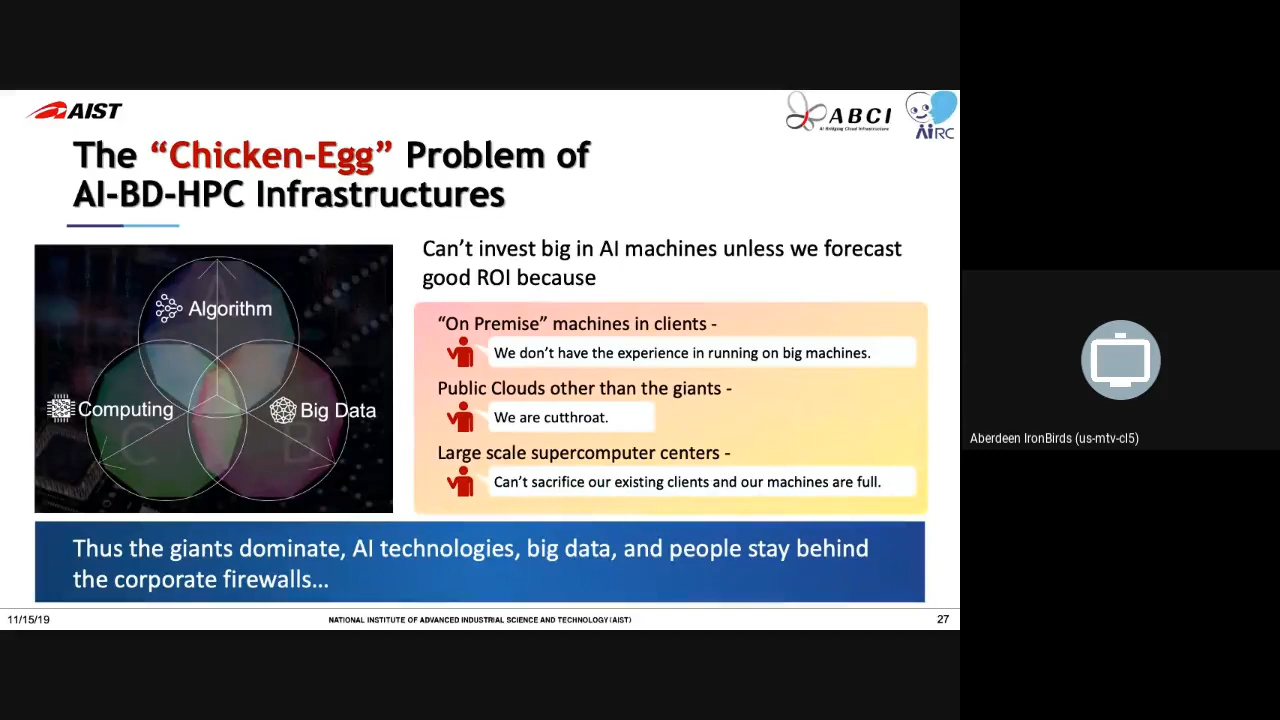 AIST
ABCI
AI Bridging Cloud Infrastructure
AIRC
The “Chicken-Egg” Problem of
AI-BD-HPC Infrastructures
Algorithm
Computing
Big Data
Can’t invest big in AI machines unless we forecast
good ROI because
“On Premise” machines in clients -
We don’t have the experience in running on big machines.
Public Clouds other than the giants -
We are cutthroat.
Large scale supercomputer centers -
Can’t sacrifice our existing clients and our machines are full.
Thus the giants dominate, AI technologies, big data, and people stay behind
the corporate firewalls...
11/15/19
NATIONAL INSTITUTE OF ADVANCED INDUSTRIAL SCIENCE AND TECHNOLOGY (AIST)
27
Aberdeen IronBirds (us-mtv-cl5)